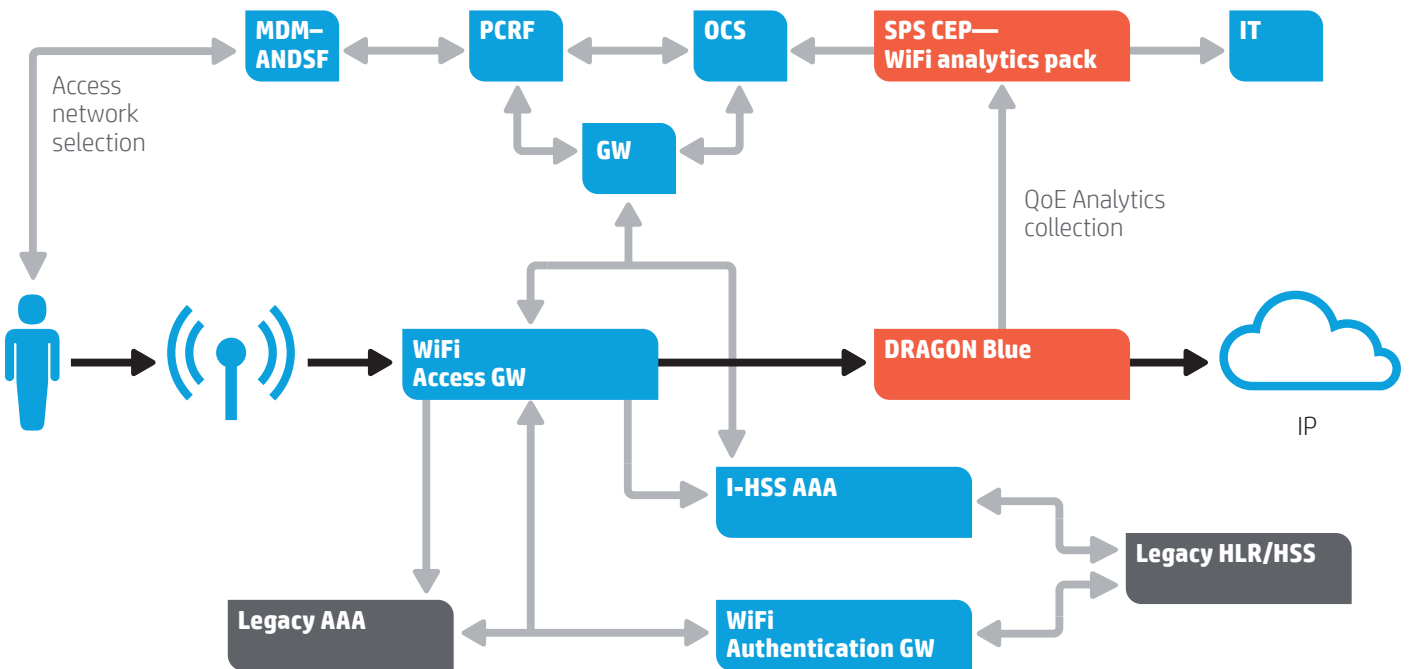 MDM–
ANDSF
PCRF
OCS
SPS CEP—
WiFi analytics pack
IT
Access
network
selection
GW
QoE Analytics
collection
WiFi
Access GW
DRAGON Blue
IP
I-HSS AAA
Legacy HLR/HSS
Legacy AAA
WiFi
Authentication GW